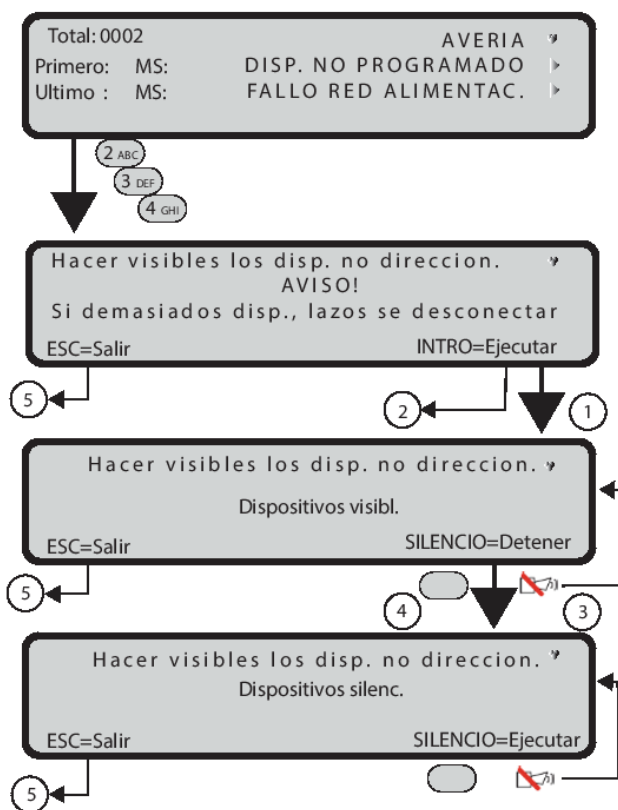 Total: 0002 AVERIA
Primero: MS: DISP. NO PROGRAMADO
Ultimo : MS: FALLO RED ALIMENTAC.
2 ABC
3 DEF
4 GHI
Hacer visibles los disp. no direccion.
AVISO!
Si demasiados disp., lazos se desconectar
ESC=Salir INTRO=Ejecutar
5
2
1
Hacer visibles los disp. no direccion.
Dispositivos visibl.
ESC=Salir SILENCIO=Detener
5
4
3
Hacer visibles los disp. no direccion.
Dispositivos silenc.
ESC=Salir SILENCIO=Ejecutar
5